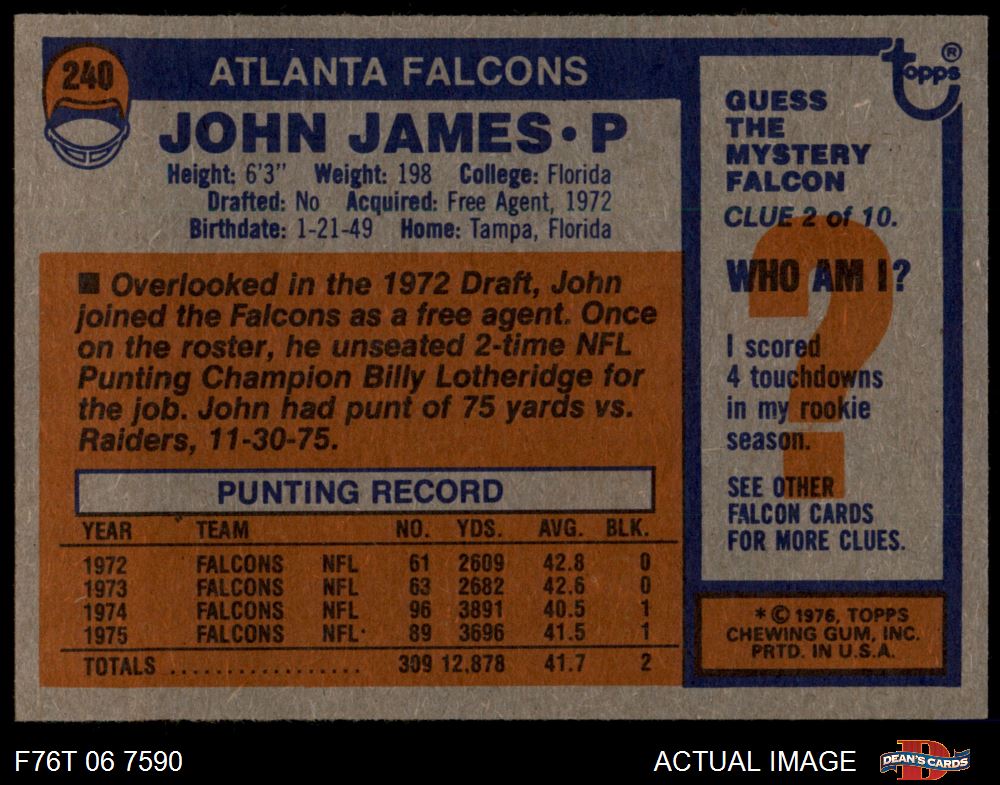 240
ATLANTA FALCONS
JOHN JAMES • P
Height: 6'3" Weight: 198 College: Florida
Drafted: No Acquired: Free Agent, 1972
Birthdate: 1-21-49 Home: Tampa, Florida
■ Overlooked in the 1972 Draft, John
joined the Falcons as a free agent. Once
on the roster, he unseated 2-time NFL
Punting Champion Billy Lotheridge for
the job. John had punt of 75 yards vs.
Raiders, 11-30-75.
PUNTING RECORD
YEAR TEAM NO. YDS. AVG. BLK.
1972 FALCONS NFL 61 2609 42.8 0
1973 FALCONS NFL 63 2682 42.6 0
1974 FALCONS NFL 96 3891 40.5 1
1975 FALCONS NFL 89 3696 41.5 1
TOTALS .................. 309 12.878 41.7 2
topps ®
GUESS
THE
MYSTERY
FALCON
CLUE 2 of 10.
WHO AM I?
?
I scored
4 touchdowns
in my rookie
season.
SEE OTHER
FALCON CARDS
FOR MORE CLUES.
* © 1976, TOPPS
CHEWING GUM, INC.
PRTD. IN U.S.A.
F76T 06 7590
ACTUAL IMAGE
D
DEAN'S CARDS